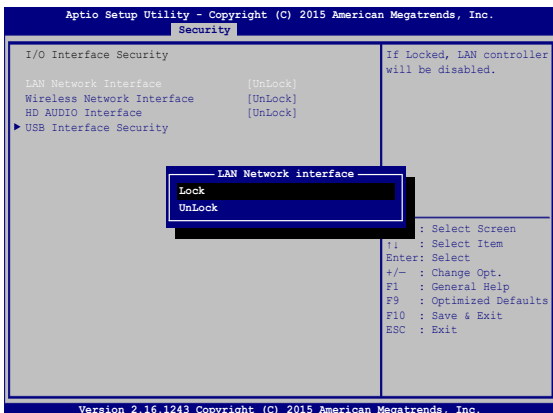 Aptio Setup Utility - Copyright (C) 2015 American Megatrends, Inc.
Security
I/O Interface Security
LAN Network Interface [UnLock]
Wireless Network Interface [UnLock]
HD AUDIO Interface [UnLock]
▶ USB Interface Security
If Locked, LAN controller
will be disabled.
LAN Network interface
Lock
UnLock
: Select Screen
↑↓ : Select Item
Enter: Select
+/— : Change Opt.
F1 : General Help
F9 : Optimized Defaults
F10 : Save & Exit
ESC : Exit
Version 2.16.1243 Copyright (C) 2015 American Megatrends, Inc.